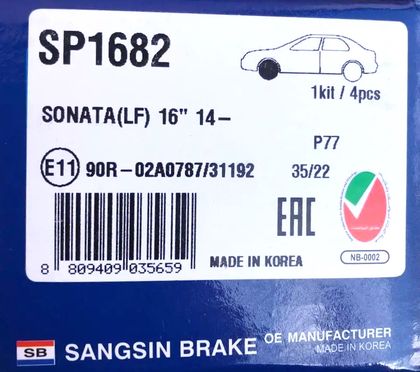 SP1682
1kit / 4pcs
SONATA(LF) 16" 14-
P77
E11 90R-02A0787/31192
35/22
EAC
NB-0002
MADE IN KOREA
8 809409 035659
SB SANGSIN BRAKE
OE MANUFACTURER
MADE IN KOREA